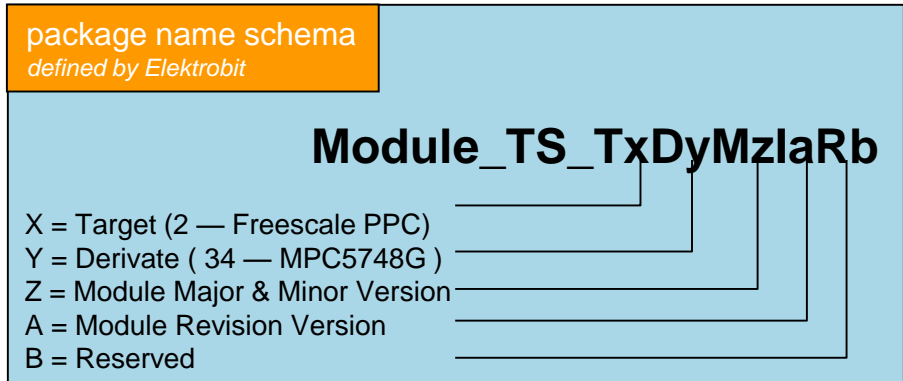 package name schema
defined by Elektrobit
Module_TS_TxDyMzIaRb
X = Target (2 — Freescale PPC)
Y = Derivate ( 34 — MPC5748G )
Z = Module Major & Minor Version
A = Module Revision Version
B = Reserved